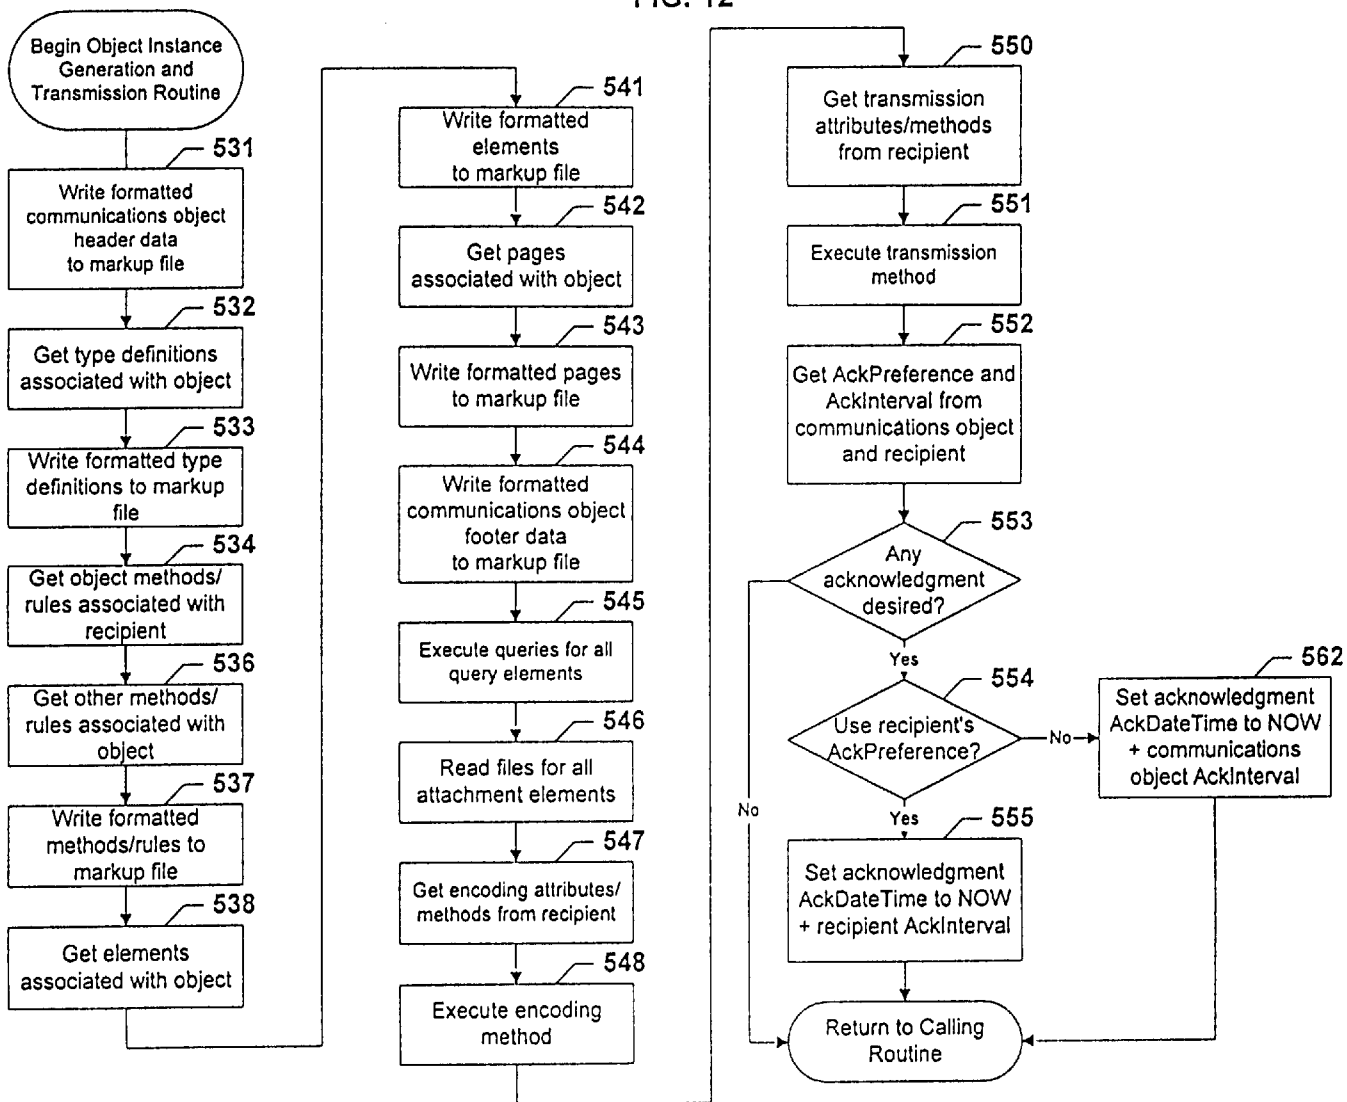 FIG. 12
Begin Object Instance
Generation and
Transmission Routine
531
Write formatted
communications object
header data
to markup file
532
Get type definitions
associated with object
533
Write formatted type
definitions to markup
file
534
Get object methods/
rules associated with
recipient
536
Get other methods/
rules associated with
object
537
Write formatted
methods/rules to
markup file
538
Get elements
associated with object
541
Write formatted
elements
to markup file
542
Get pages
associated with object
543
Write formatted pages
to markup file
544
Write formatted
communications object
footer data
to markup file
545
Execute queries for all
query elements
546
Read files for all
attachment elements
547
Get encoding attributes/
methods from recipient
548
Execute encoding
method
550
Get transmission
attributes/methods
from recipient
551
Execute transmission
method
552
Get AckPreference and
AckInterval from
communications object
and recipient
553
Any
acknowledgment
desired?
Yes
No
554
Use recipient's
AckPreference?
No
Yes
562
Set acknowledgment
AckDateTime to NOW
+ communications
object AckInterval
555
Set acknowledgment
AckDateTime to NOW
+ recipient AckInterval
Return to Calling
Routine